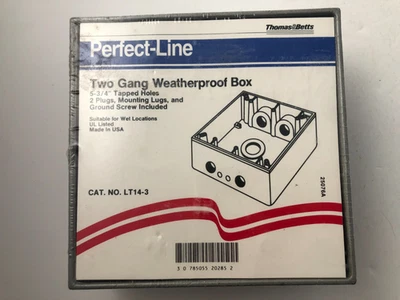 Thomas&Betts
Perfect-Line
Two Gang Weatherproof Box
5-3/4" Tapped Holes
2 Plugs, Mounting Lugs, and
Ground Screw Included
Suitable for Wet Locations
UL Listed
Made In USA
CAT. NO. LT14-3
25076A
3 0 785055 20285 2